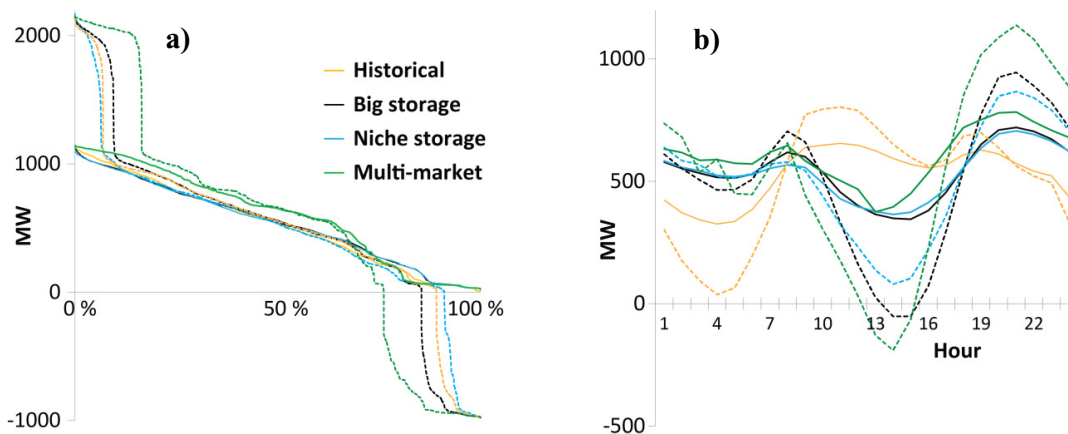 a)
2000
1000
0
-1000
MW
0 %
50 %
100 %
Historical
Big storage
Niche storage
Multi-market
b)
1000
500
0
-500
MW
1
4
7
10
13
16
19
22
Hour